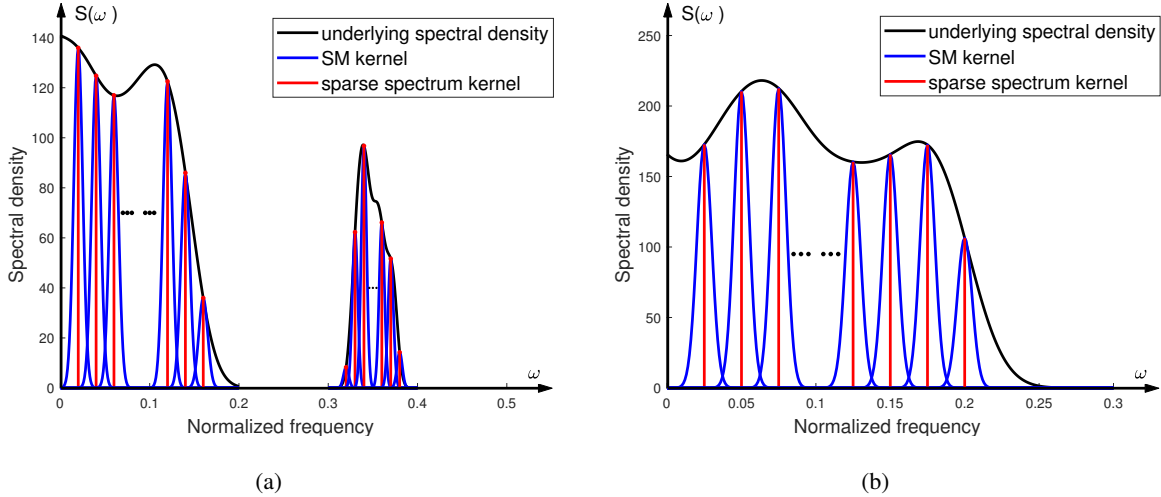 S(ω)
underlying spectral density
SM kernel
sparse spectrum kernel
140
120
100
80
60
40
20
0
Spectral density
0
0.1
0.2
0.3
0.4
0.5
ω
Normalized frequency
(a)
S(ω)
underlying spectral density
SM kernel
sparse spectrum kernel
250
200
150
100
50
0
Spectral density
0
0.05
0.1
0.15
0.2
0.25
0.3
ω
Normalized frequency
(b)